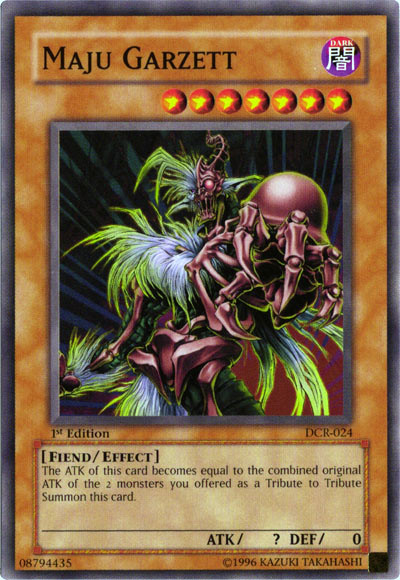 Maju Garzett
DARK
闇
1st Edition
DCR-024
[Fiend/Effect]
The ATK of this card becomes equal to the combined original
ATK of the 2 monsters you offered as a Tribute to Tribute
Summon this card.
ATK/ ? DEF/ 0
08794435
©1996 KAZUKI TAKAHASHI